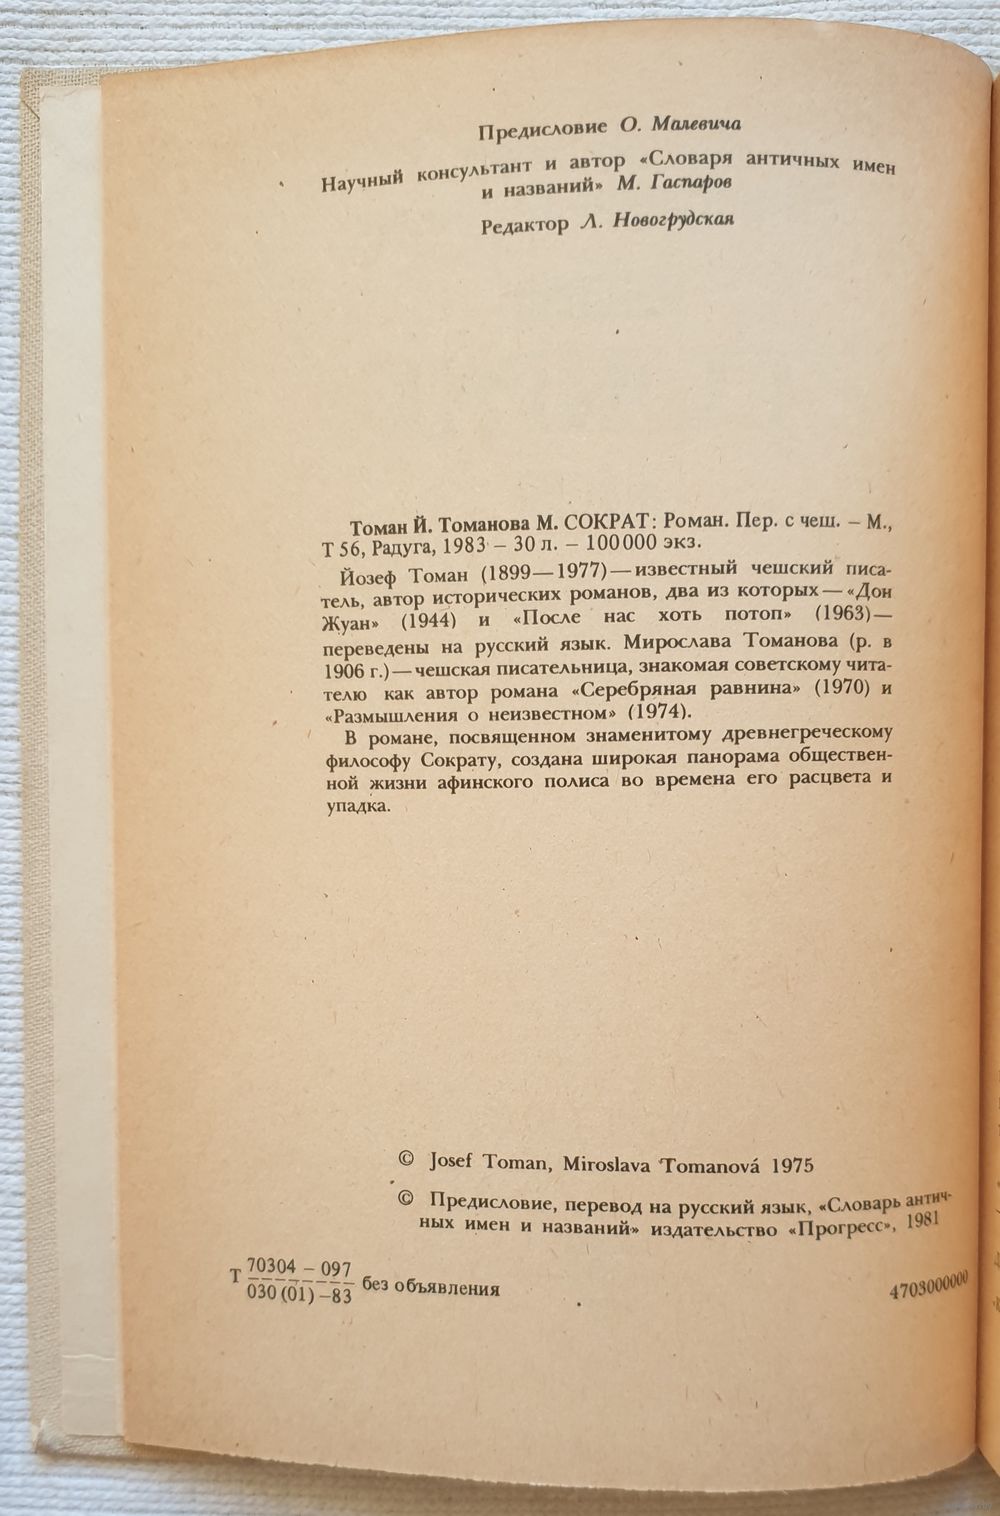 Предисловие О. Малевича
Научный консультант и автор «Словаря античных имен
и названий» М. Гаспаров
Редактор Л. Новогрудская
Томан Й. Томанова М. СОКРАТ: Роман. Пер. с чеш. – М.,
Т 56, Радуга, 1983 – 30 л. – 100000 экз.
Йозеф Томан (1899—1977)—известный чешский писа-
тель, автор исторических романов, два из которых—«Дон
Жуан» (1944) и «После нас хоть потоп» (1963)—
переведены на русский язык. Мирослава Томанова (р. в
1906 г.)—чешская писательница, знакомая советскому чита-
телю как автор романа «Серебряная равнина» (1970) и
«Размышления о неизвестном» (1974).
В романе, посвященном знаменитому древнегреческому
философу Сократу, создана широкая панорама обществен-
ной жизни афинского полиса во времена его расцвета и
упадка.
© Josef Toman, Miroslava Tomanová 1975
© Предисловие, перевод на русский язык, «Словарь антич-
ных имен и названий» издательство «Прогресс», 1981
Т 70304 – 097
030 (01) – 83 без объявления
4703000000